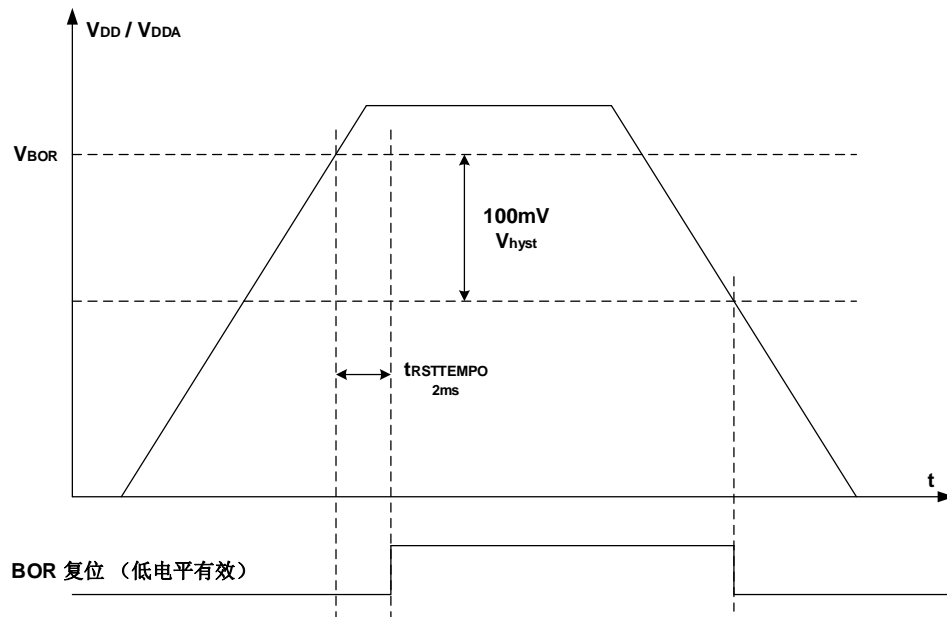 VDD / VDDA
VBOR
100mV
Vhyst
tRSTTEMPO
2ms
t
BOR 复位 （低电平有效）